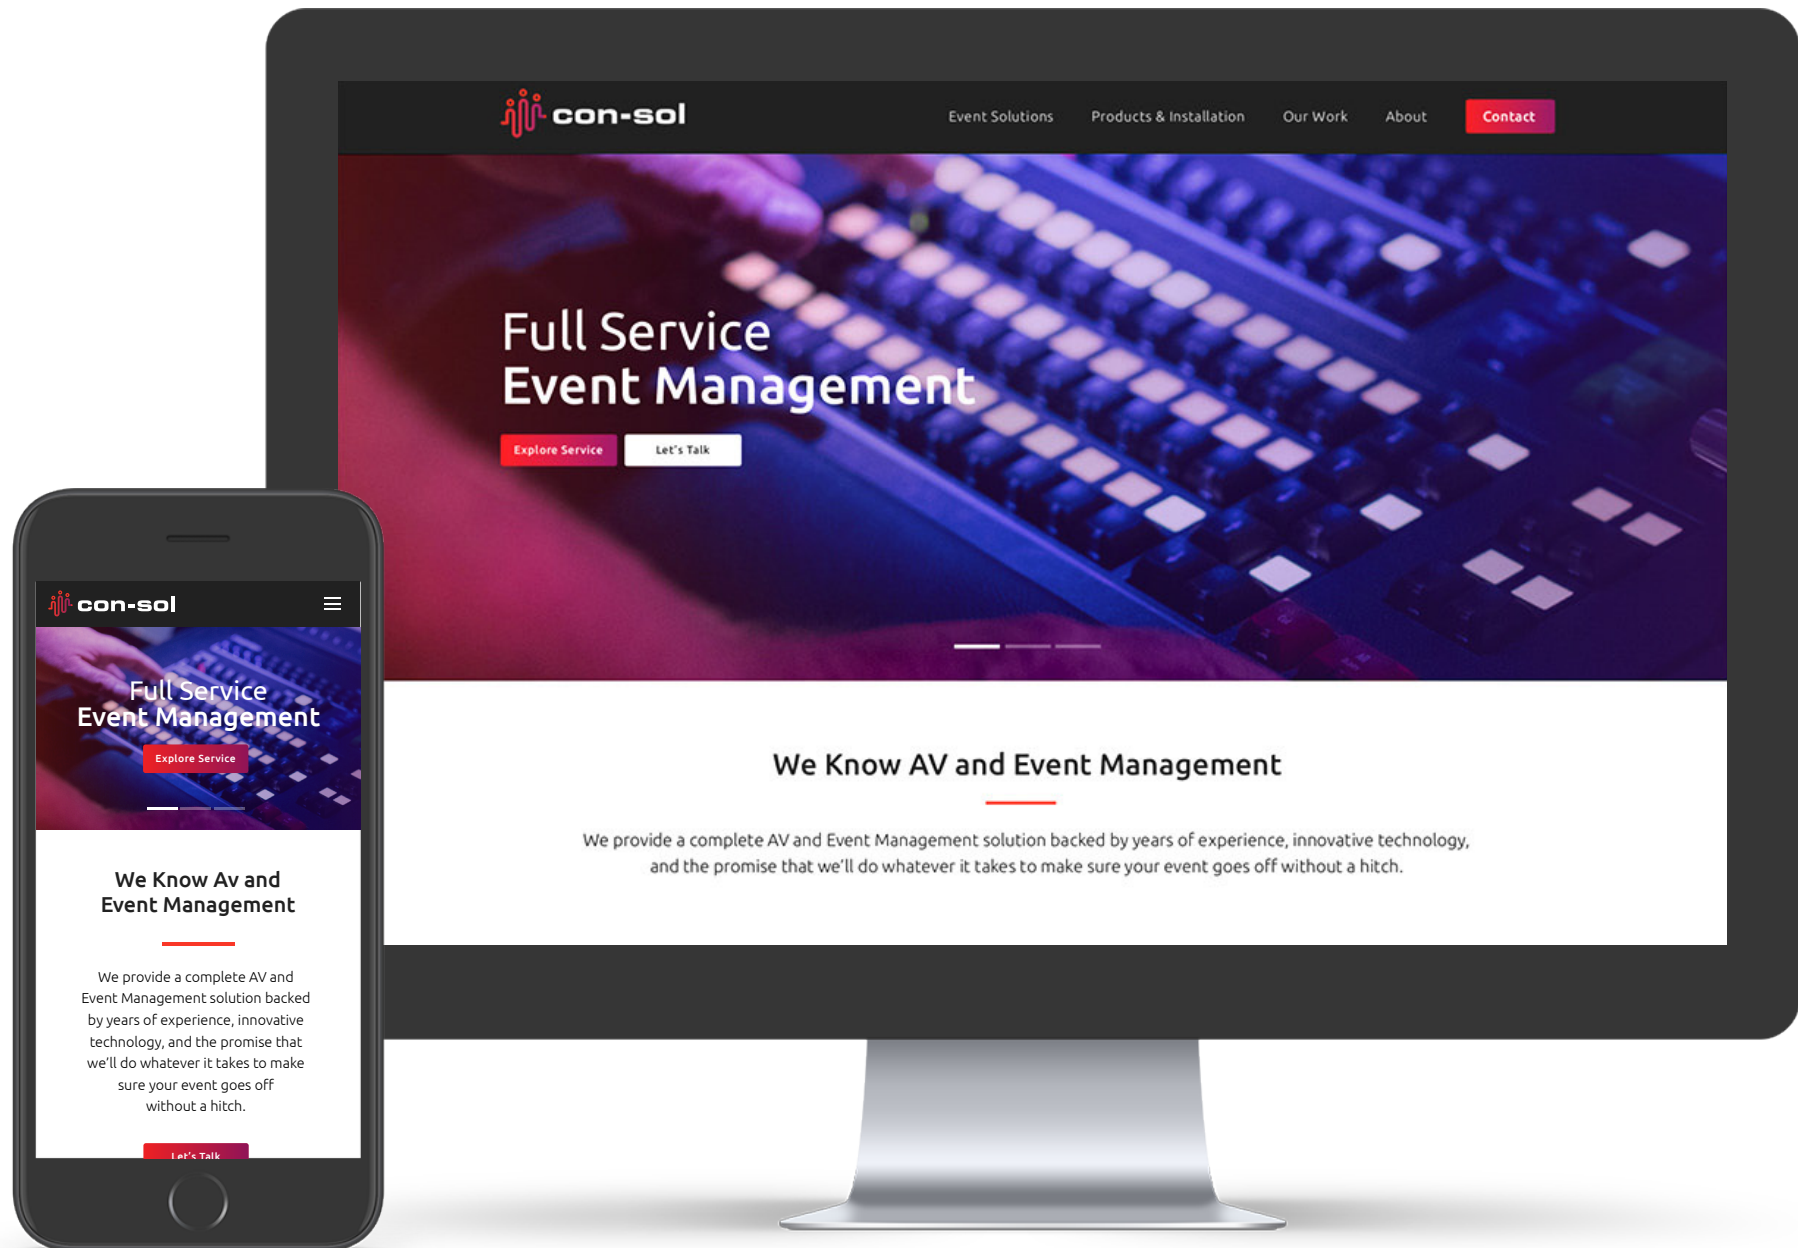 con-sol
Event Solutions
Products & Installation
Our Work
About
Contact
Full Service
Event Management
Explore Service
Let's Talk
We Know AV and Event Management
We provide a complete AV and Event Management solution backed by years of experience, innovative technology,
and the promise that we'll do whatever it takes to make sure your event goes off without a hitch.
con-sol
Full Service
Event Management
Explore Service
We Know Av and
Event Management
We provide a complete AV and
Event Management solution backed
by years of experience, innovative
technology, and the promise that
we'll do whatever it takes to make
sure your event goes off
without a hitch.
Let's Talk